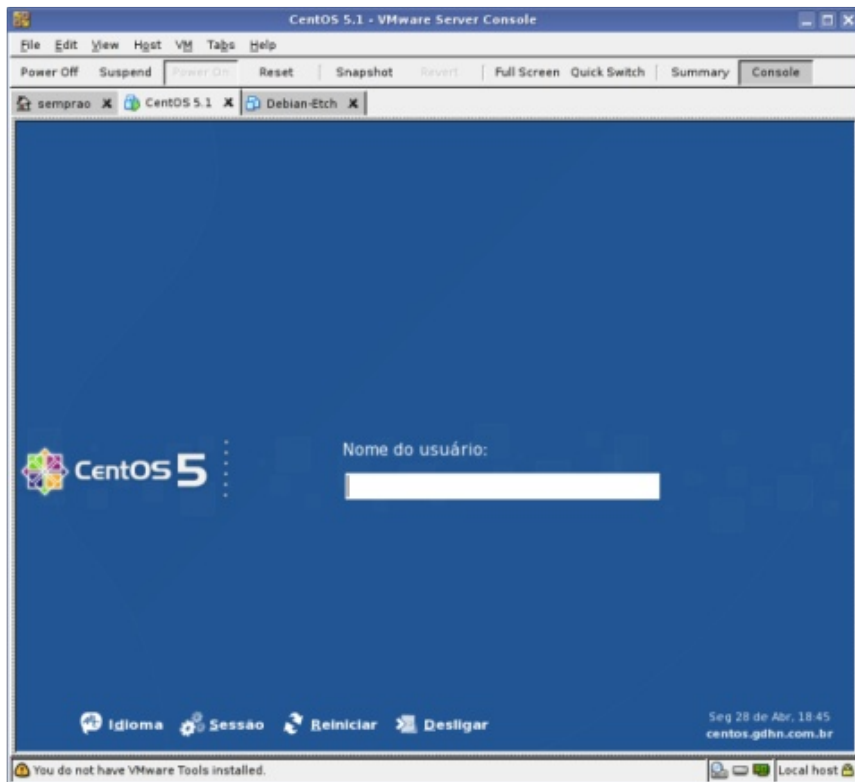 CentOS 5.1 - VMware Server Console
File Edit View Host VM Tabs Help
Power Off Suspend Power On Reset Snapshot Revert Full Screen Quick Switch Summary Console
semprao CentOS 5.1 Debian-Etch
Nome do usuário:
CentOS 5
Idioma Sessão Reiniciar Desligar
Seg 28 de Abr, 18:45
centos.gdhn.com.br
You do not have VMware Tools installed.
Local host